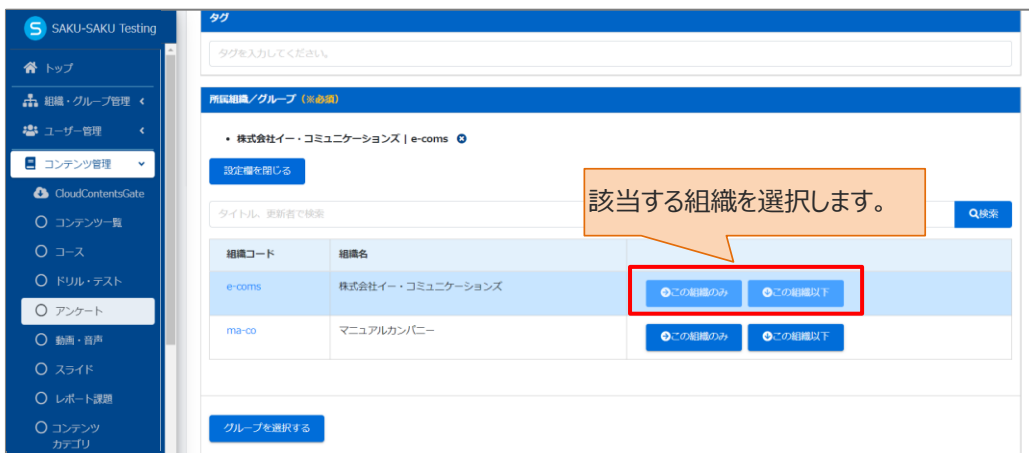 SAKU-SAKU Testing
トップ
組織・グループ管理
ユーザー管理
コンテンツ管理
CloudContentsGate
コンテンツ一覧
コース
ドリル・テスト
アンケート
動画・音声
スライド
レポート課題
コンテンツ
カテゴリ
タグ
タグを入力してください。
所属組織／グループ（※必須）
• 株式会社イー・コミュニケーションズ | e-coms
設定欄を閉じる
該当する組織を選択します。
タイトル、更新者で検索
検索
組織コード 組織名
e-coms 株式会社イー・コミュニケーションズ この組織のみ この組織以下
ma-co マニュアルカンパニー この組織のみ この組織以下
グループを選択する